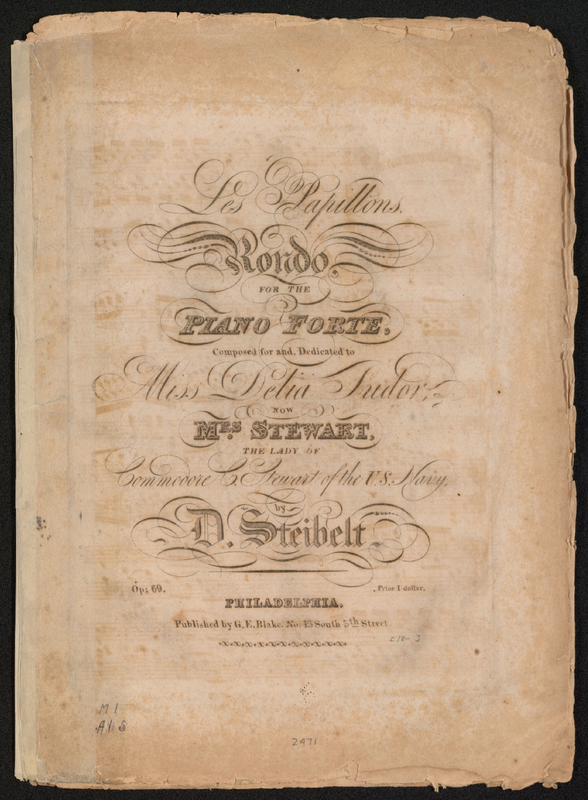 Les Papillons.
Rondo,
FOR THE
PIANO FORTE,
Composed for and, Dedicated to
Miss Delia Tudor,
NOW
MRS. STEWART,
THE LADY OF
Commodore C. Stewart of the U.S. Navy,
by
D. Steibelt.
Op: 69. Price 1 dollar.
PHILADELPHIA,
Published by G. E. Blake. No. 13 South 5th Street
M 1
A 1 S
2471